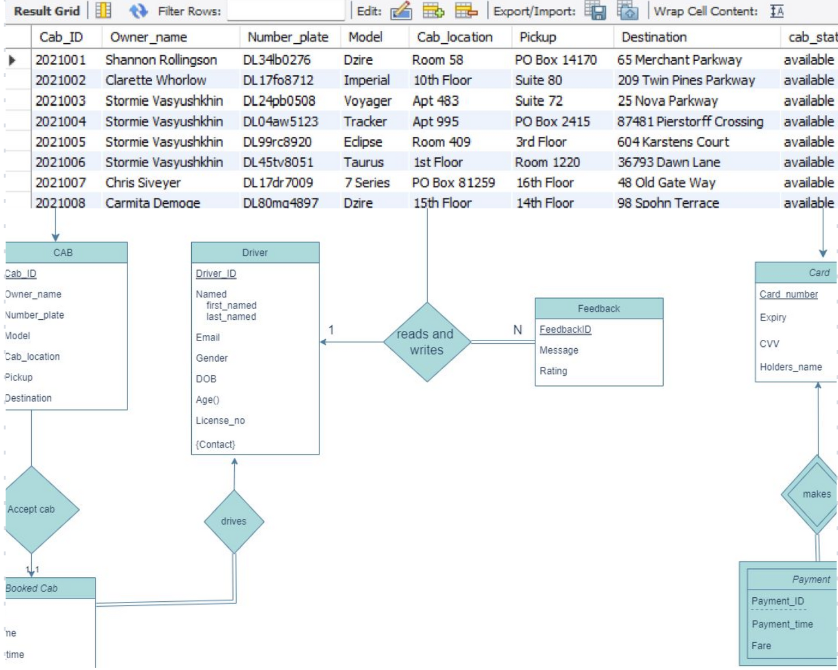 Result Grid Filter Rows: Edit: Export/Import: Wrap Cell Content:
Cab_ID Owner_name Number_plate Model Cab_location Pickup Destination cab_stat
2021001 Shannon Rollingson DL34lb0276 Dzire Room 58 PO Box 14170 65 Merchant Parkway available
2021002 Clarette Whorlow DL17fo8712 Imperial 10th Floor Suite 80 209 Twin Pines Parkway available
2021003 Stormie Vasyushkhin DL24pb0508 Voyager Apt 483 Suite 72 25 Nova Parkway available
2021004 Stormie Vasyushkhin DL04aw5123 Tracker Apt 995 PO Box 2415 87481 Pierstorff Crossing available
2021005 Stormie Vasyushkhin DL99rc8920 Eclipse Room 409 3rd Floor 604 Karstens Court available
2021006 Stormie Vasyushkhin DL45tv8051 Taurus 1st Floor Room 1220 36793 Dawn Lane available
2021007 Chris Siveyer DL17dr7009 7 Series PO Box 81259 16th Floor 48 Old Gate Way available
2021008 Carmita Demoge DL80mg4897 Dzire 15th Floor 14th Floor 98 Spohn Terrace available
CAB
Cab_ID
Owner_name
Number_plate
Model
Cab_location
Pickup
Destination
Accept cab
1,1
Booked Cab
me
time
Driver
Driver_ID
Named
first_named
last_named
Email
Gender
DOB
Age()
License_no
{Contact}
drives
1
reads and
writes
N
Feedback
FeedbackID
Message
Rating
Card
Card_number
Expiry
CVV
Holders_name
makes
Payment
Payment_ID
Payment_time
Fare